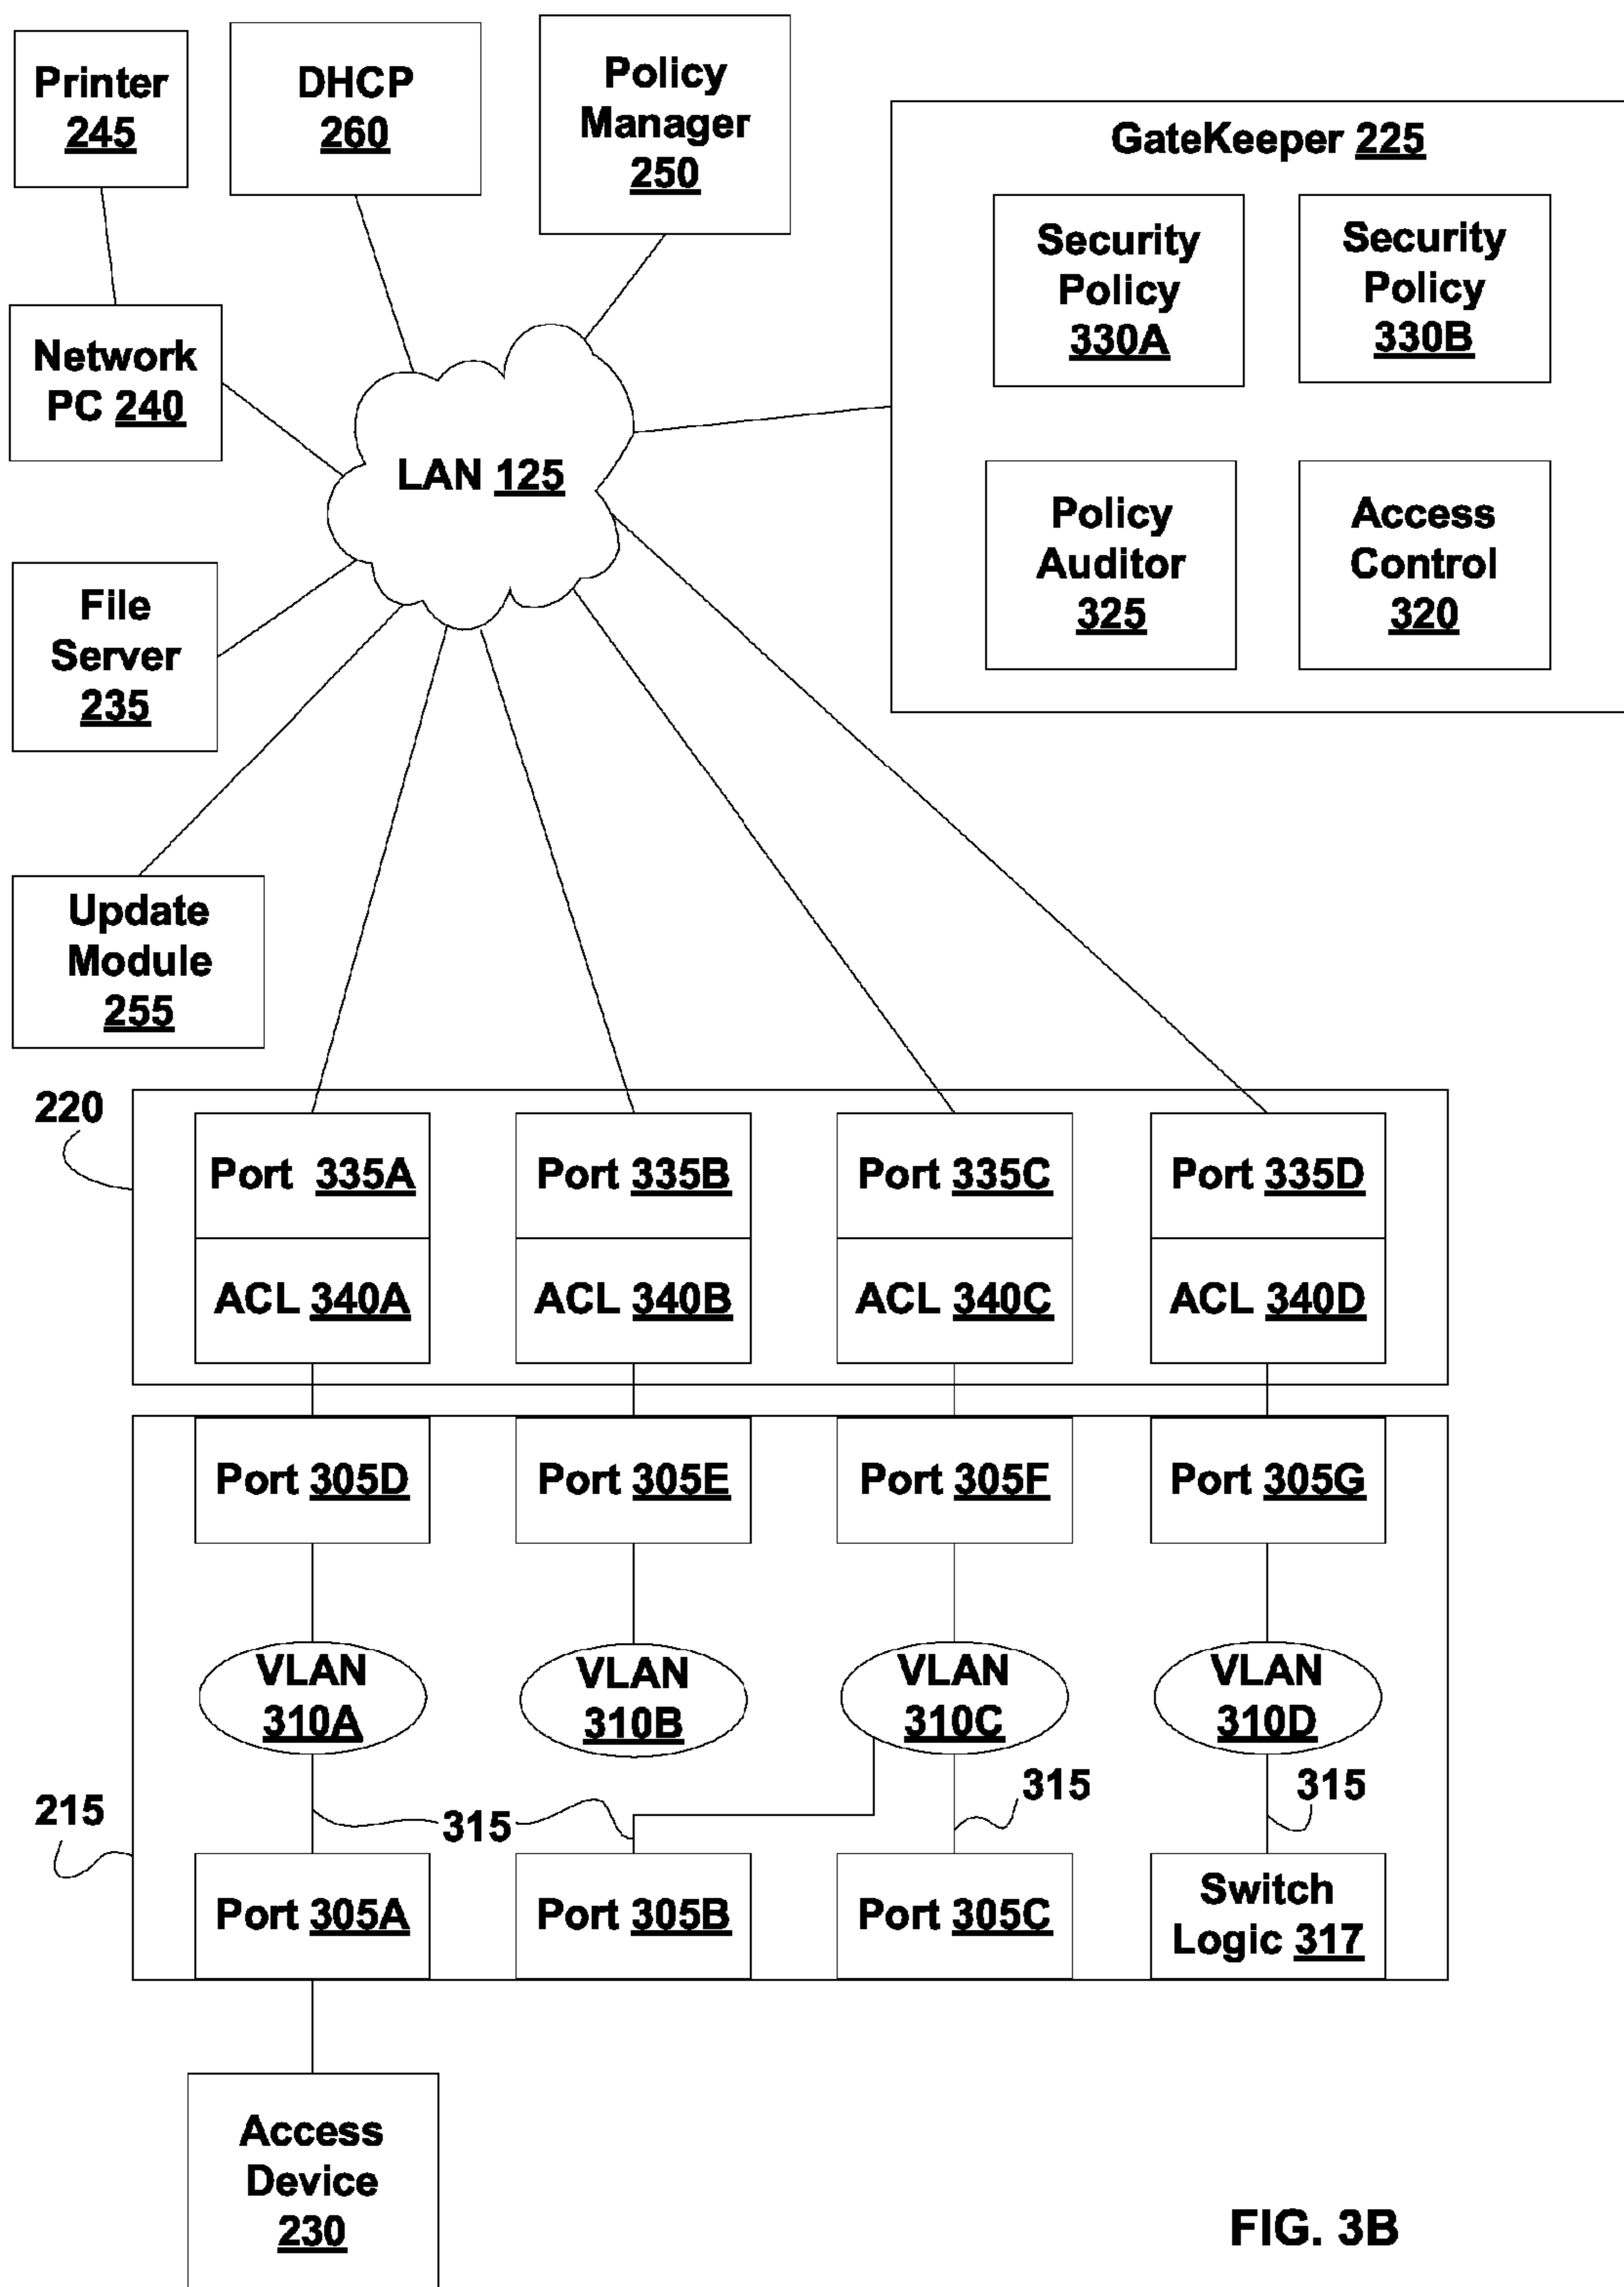 Printer
245
DHCP
260
Policy
Manager
250
GateKeeper 225
Security
Policy
330A
Security
Policy
330B
Network
PC 240
LAN 125
Policy
Auditor
325
Access
Control
320
File
Server
235
Update
Module
255
220
Port 335A
Port 335B
Port 335C
Port 335D
ACL 340A
ACL 340B
ACL 340C
ACL 340D
Port 305D
Port 305E
Port 305F
Port 305G
VLAN
310A
VLAN
310B
VLAN
310C
VLAN
310D
215
315
315
315
Port 305A
Port 305B
Port 305C
Switch
Logic 317
Access
Device
230
FIG. 3B